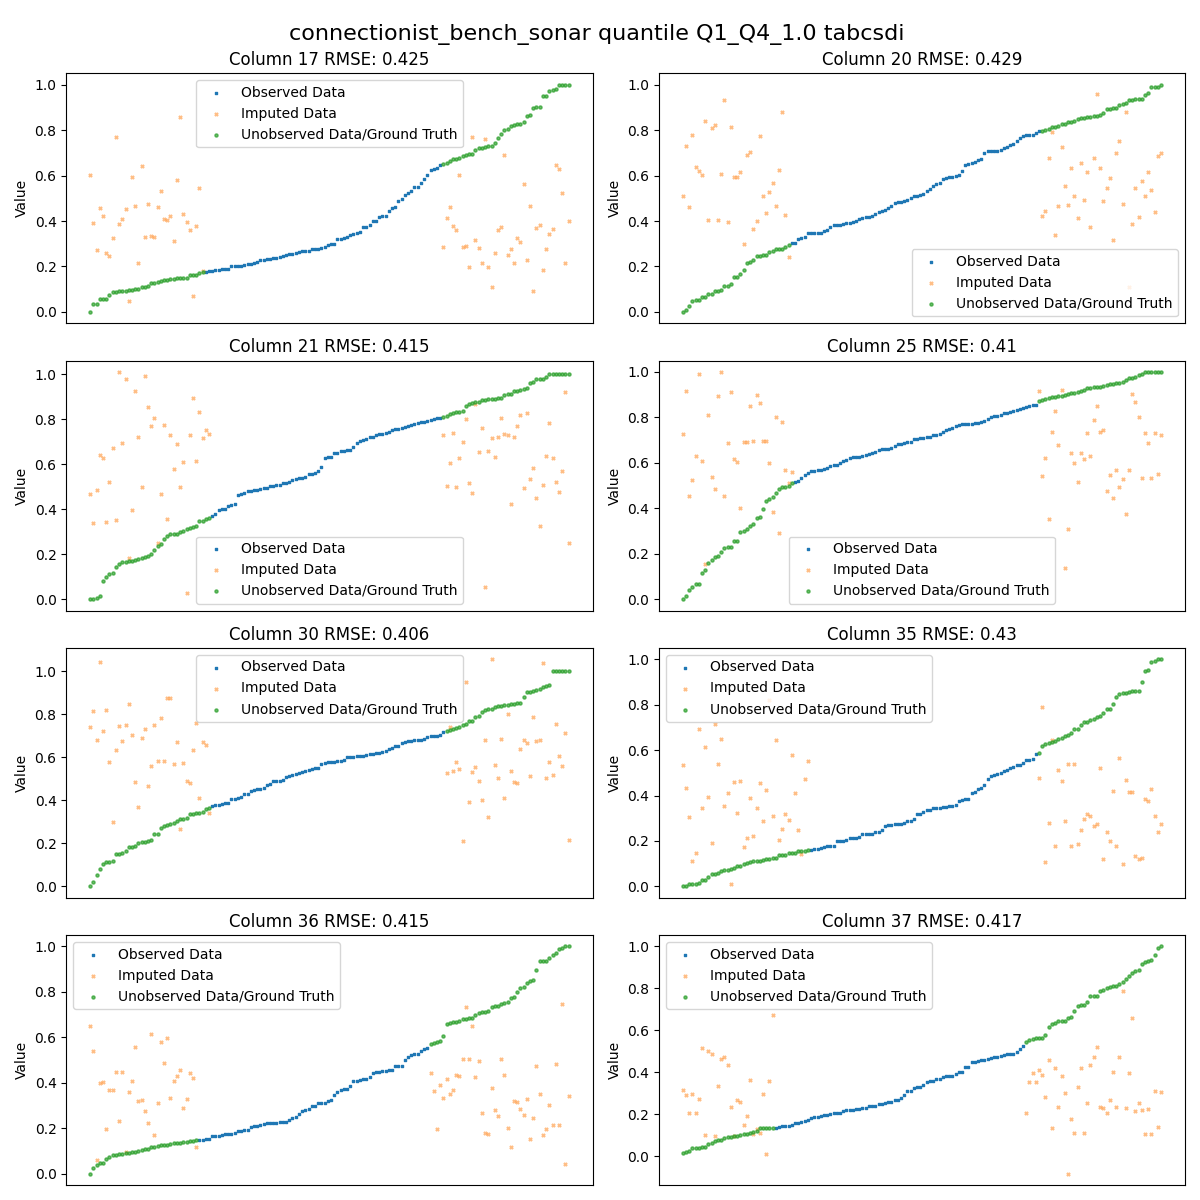 connectionist_bench_sonar quantile Q1_Q4_1.0 tabcsdi
Column 17 RMSE: 0.425
1.0
0.8
0.6
0.4
0.2
0.0
Value
Observed Data
Imputed Data
Unobserved Data/Ground Truth
Column 20 RMSE: 0.429
1.0
0.8
0.6
0.4
0.2
0.0
Value
Observed Data
Imputed Data
Unobserved Data/Ground Truth
Column 21 RMSE: 0.415
1.0
0.8
0.6
0.4
0.2
0.0
Value
Observed Data
Imputed Data
Unobserved Data/Ground Truth
Column 25 RMSE: 0.41
1.0
0.8
0.6
0.4
0.2
0.0
Value
Observed Data
Imputed Data
Unobserved Data/Ground Truth
Column 30 RMSE: 0.406
1.0
0.8
0.6
0.4
0.2
0.0
Value
Observed Data
Imputed Data
Unobserved Data/Ground Truth
Column 35 RMSE: 0.43
1.0
0.8
0.6
0.4
0.2
0.0
Value
Observed Data
Imputed Data
Unobserved Data/Ground Truth
Column 36 RMSE: 0.415
1.0
0.8
0.6
0.4
0.2
0.0
Value
Observed Data
Imputed Data
Unobserved Data/Ground Truth
Column 37 RMSE: 0.417
1.0
0.8
0.6
0.4
0.2
0.0
Value
Observed Data
Imputed Data
Unobserved Data/Ground Truth